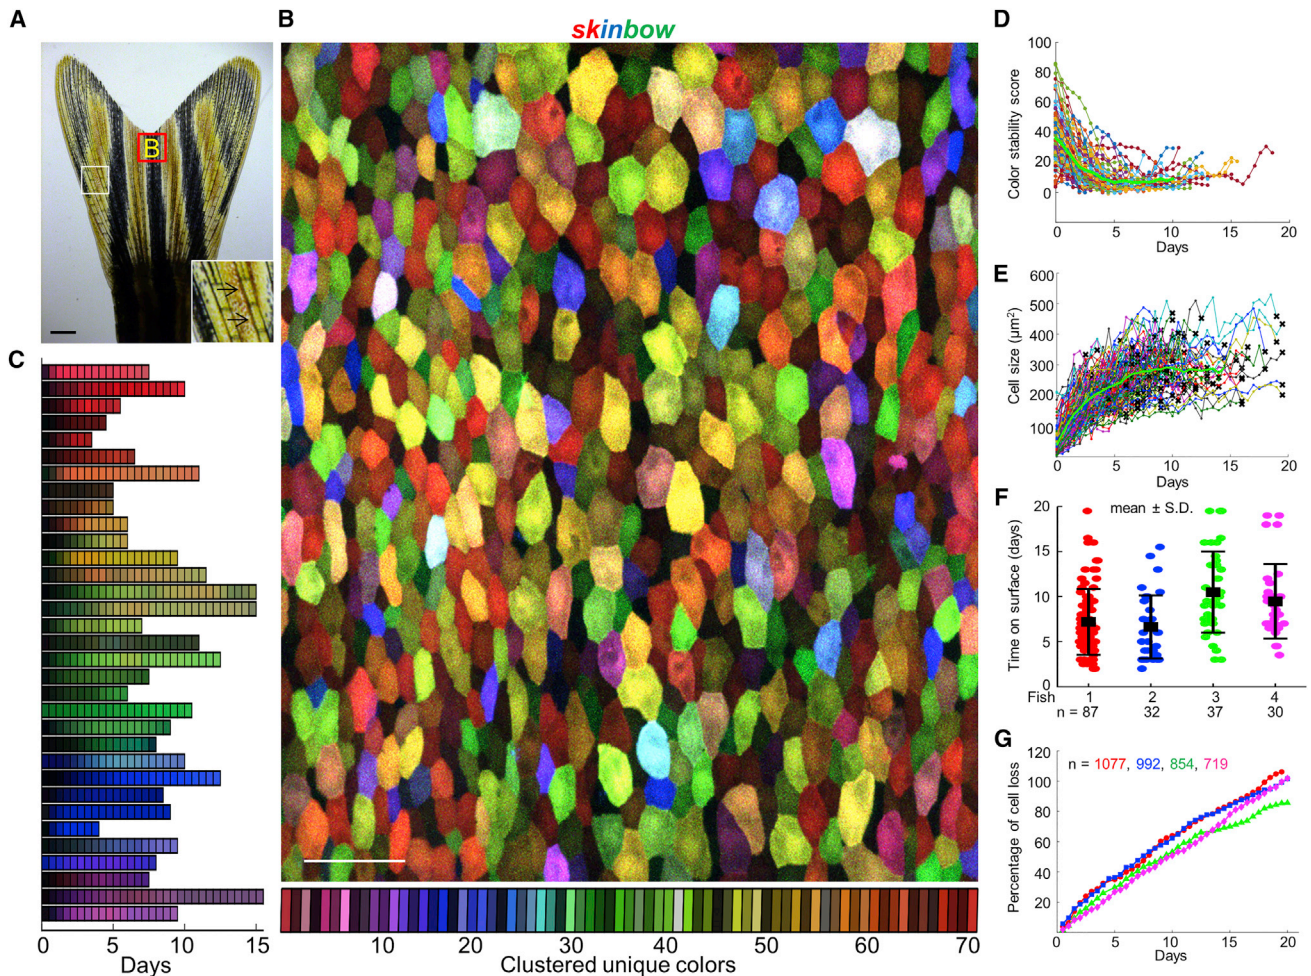 A
B
C
Days
0 5 10 15
B
skinbow
10 20 30 40 50 60 70
Clustered unique colors
D
Color stability score
100
80
60
40
20
0
0 5 10 15 20
Days
E
Cell size (µm²)
600
500
400
300
200
100
0 5 10 15 20
Days
F
mean ± S.D.
Time on surface (days)
20
15
10
5
0
Fish 1 2 3 4
n = 87 32 37 30
G
n = 1077, 992, 854, 719
Percentage of cell loss
120
100
80
60
40
20
0 5 10 15 20
Days